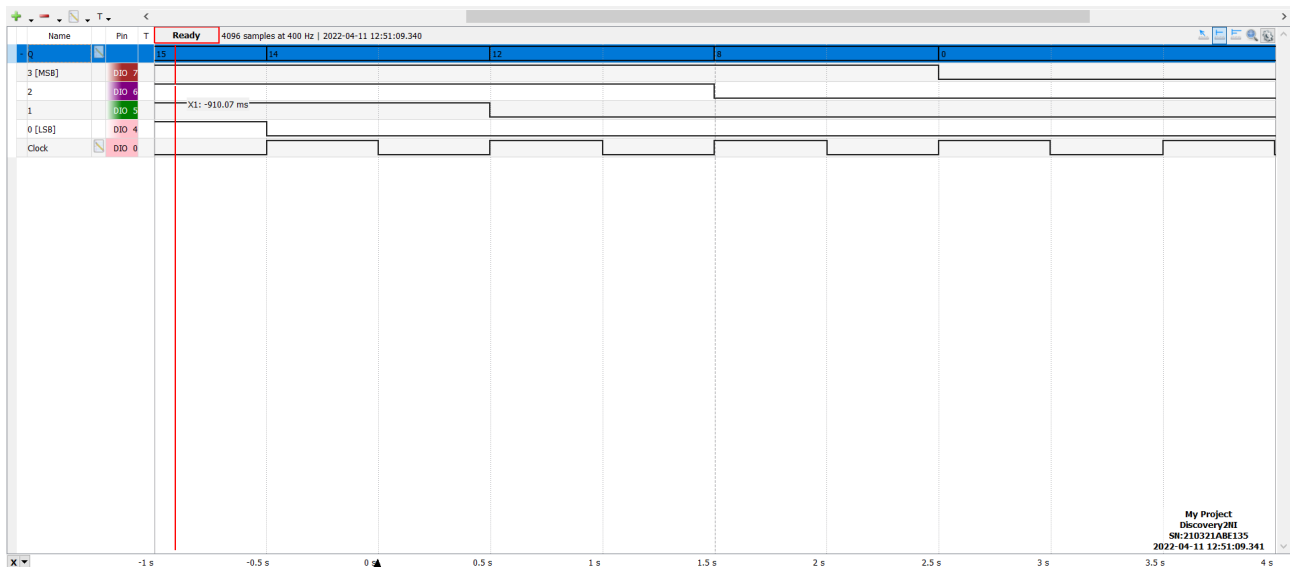 T
Name Pin T Ready 4096 samples at 400 Hz | 2022-04-11 12:51:09.340
- Q 15 14 12 8 0
3 [MSB] DIO 7
2 DIO 6
1 DIO 5 X1: -910.07 ms
0 [LSB] DIO 4
Clock DIO 0
My Project
Discovery2NI
SN:210321ABE135
2022-04-11 12:51:09.341
X -1 s -0.5 s 0 s 0.5 s 1 s 1.5 s 2 s 2.5 s 3 s 3.5 s 4 s